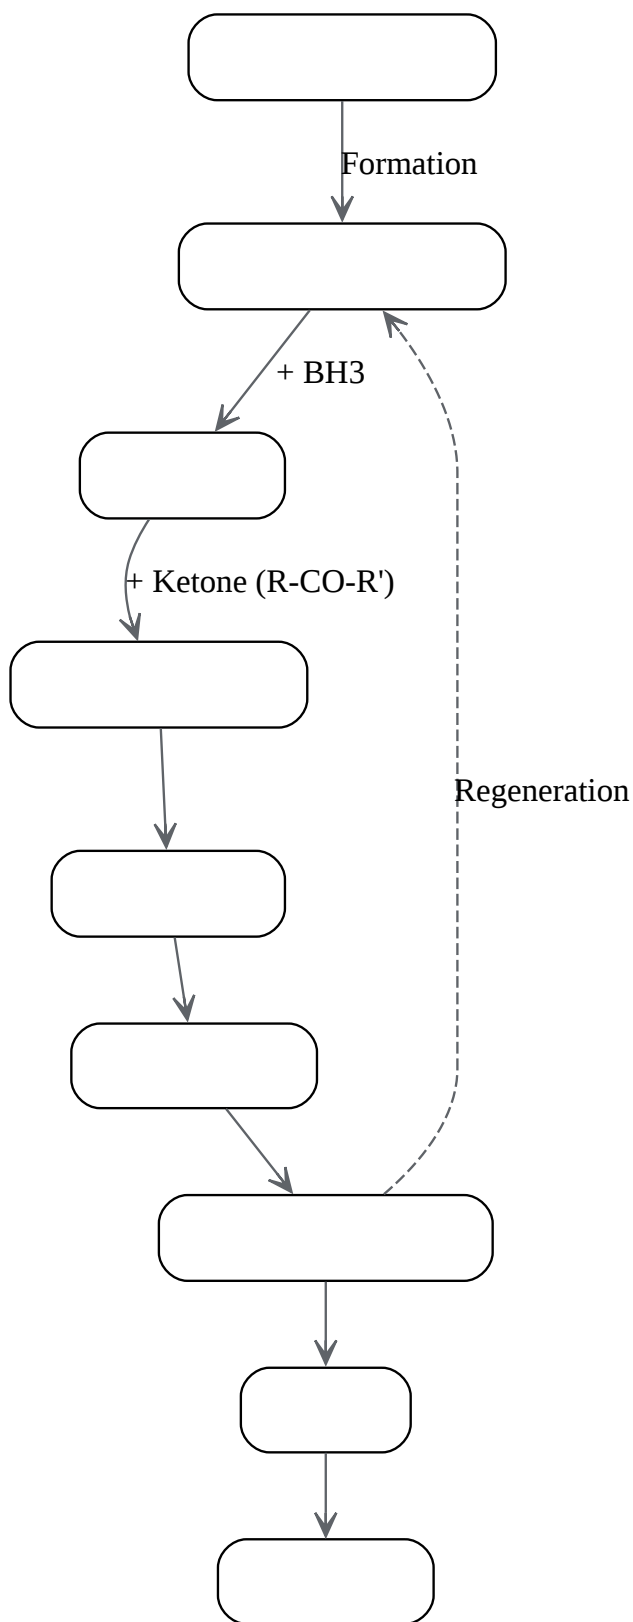 Formation
+ BH3
+ Ketone (R-CO-R')
Regeneration